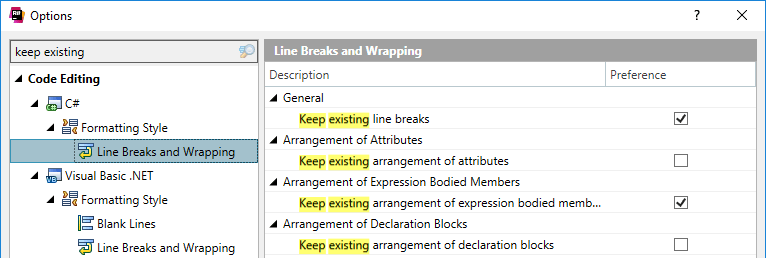 R# Options ?
keep existing
Code Editing
C#
Formatting Style
Line Breaks and Wrapping
Visual Basic .NET
Formatting Style
Blank Lines
Line Breaks and Wrapping
Line Breaks and Wrapping
Description Preference
General
Keep existing line breaks
Arrangement of Attributes
Keep existing arrangement of attributes
Arrangement of Expression Bodied Members
Keep existing arrangement of expression bodied memb...
Arrangement of Declaration Blocks
Keep existing arrangement of declaration blocks